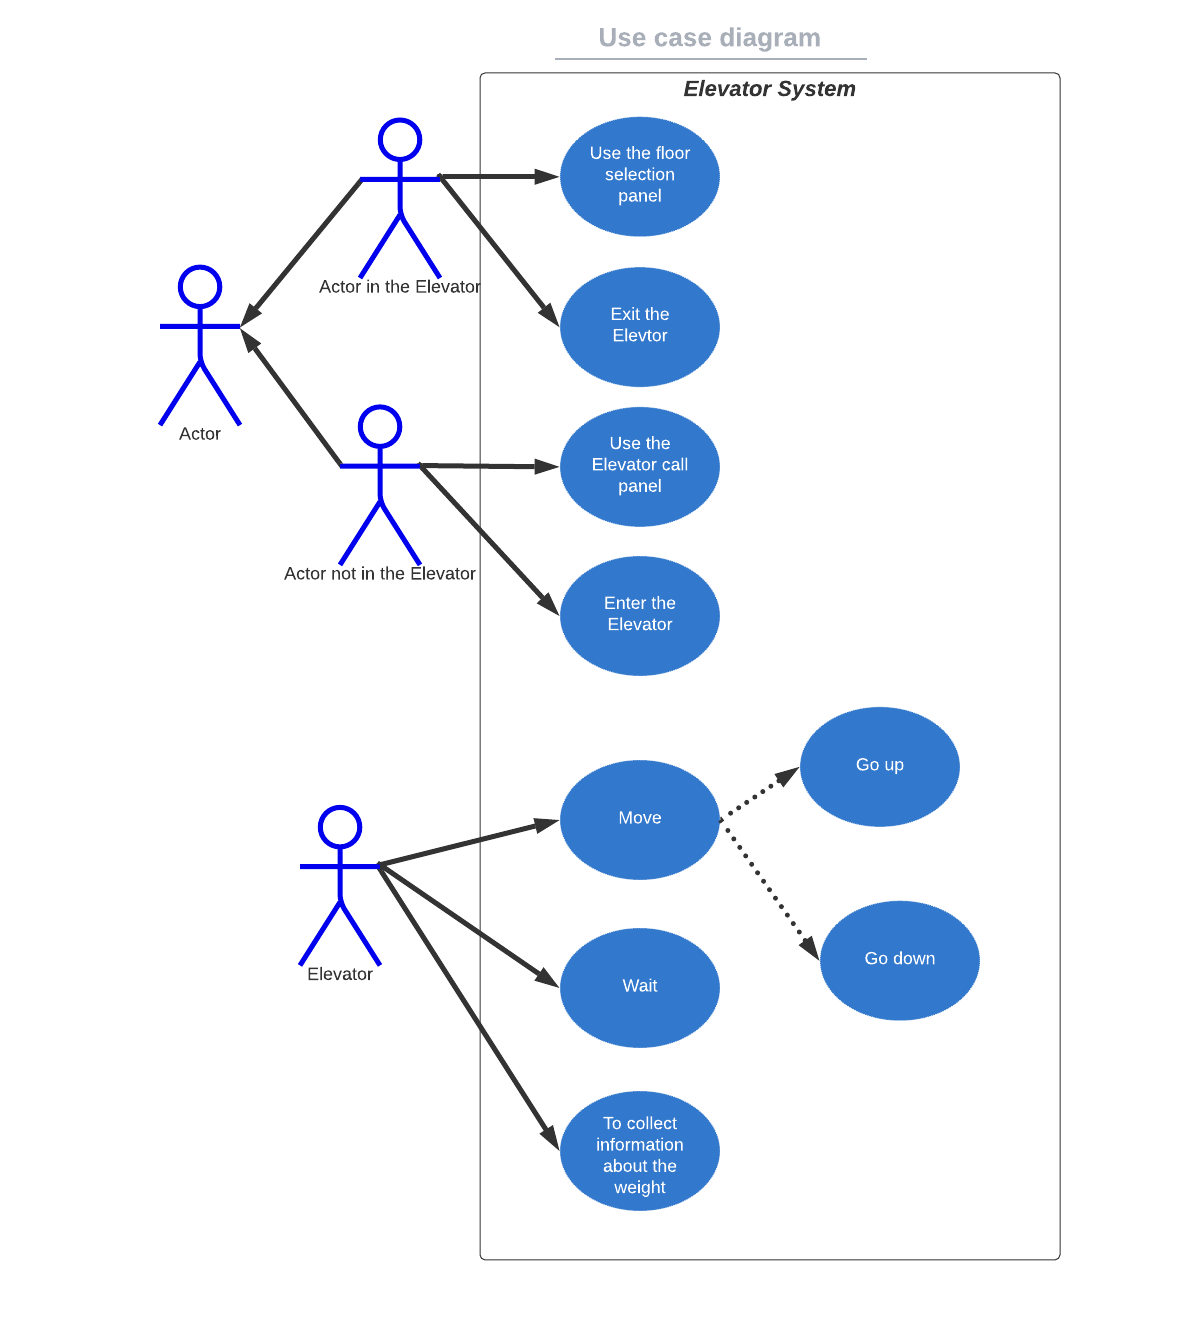 Use case diagram
Elevator System
Use the floor
selection
panel
Actor in the Elevator
Exit the
Elevtor
Actor
Use the
Elevator call
panel
Actor not in the Elevator
Enter the
Elevator
Go up
Move
Elevator
Go down
Wait
To collect
information
about the
weight